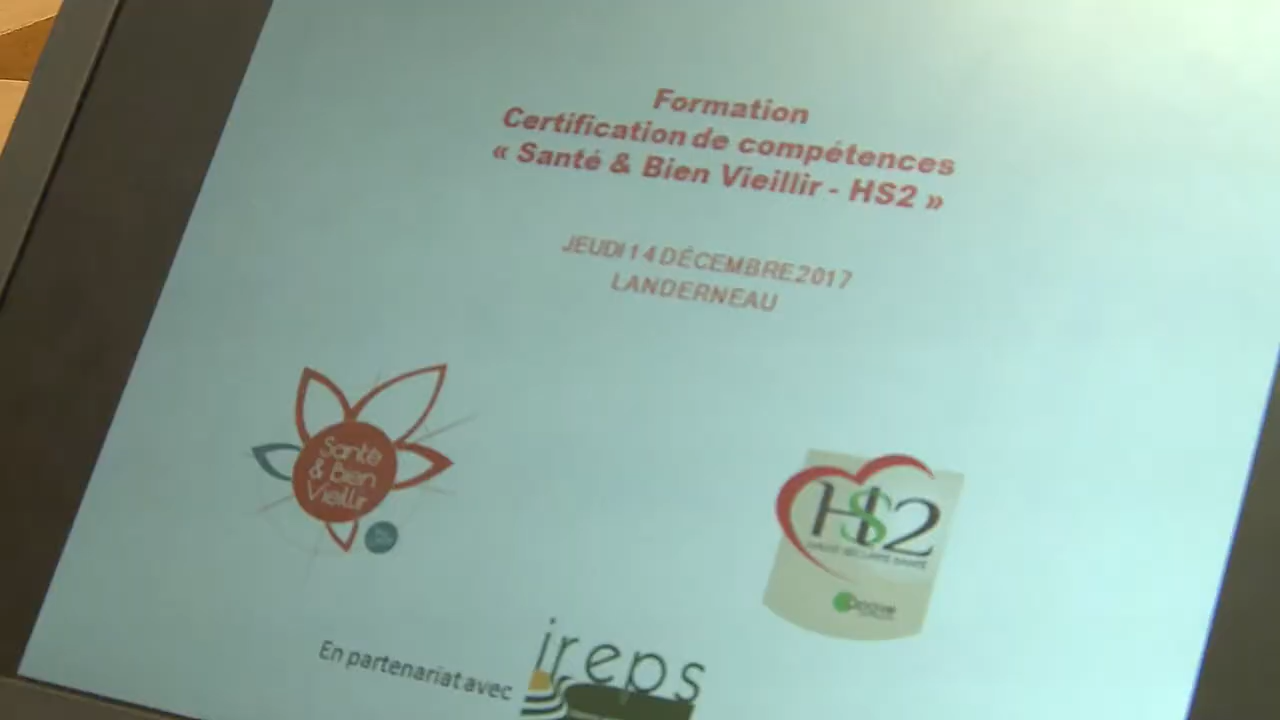 Formation
Certification de compétences
« Santé & Bien Vieillir - HS2 »
JEUDI 14 DÉCEMBRE 2017
LANDERNEAU
Santé
& Bien
Vieillir
HS2
En partenariat avec
ireps